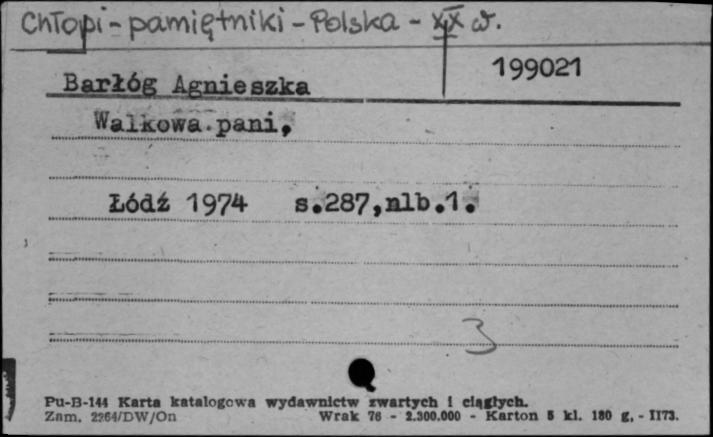 Chłopi - pamiętniki - Polska - XX w.
199021
Barłóg Agnieszka
Walkowa pani,
Łódź 1974 s.287,nlb.1.
3
Pu-B-144 Karta katalogowa wydawnictw zwartych i ciągłych.
Zam. 2264/DW/On Wrak 76 - 2.300.000 - Karton 5 kl. 180 g. - II73.